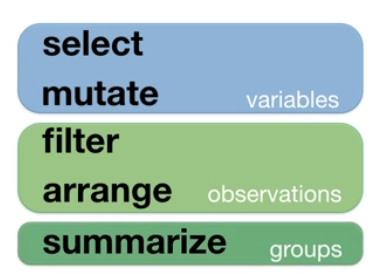 select
mutate variables
filter
arrange observations
summarize groups